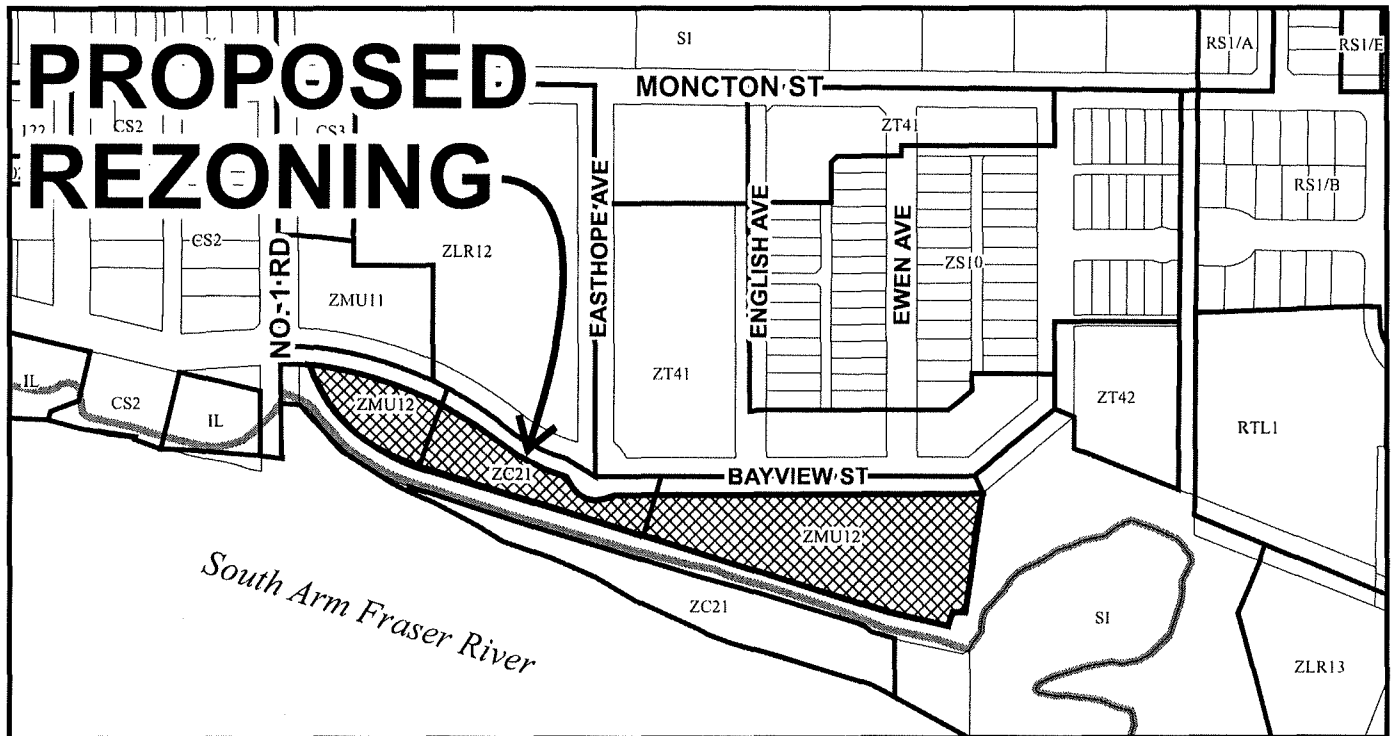 PROPOSED
REZONING
SI
RS1/A
RS1/E
MONCTON ST
CS2
CS3
ZT41
RS1/B
CS2
NO. 1 RD
ZMU11
ZLR12
EASTHOPE AVE
ENGLISH AVE
EWEN AVE
ZS10
ZT41
ZT42
RTL1
IL
CS2
IL
ZMU12
ZC21
BAYVIEW ST
ZMU12
South Arm Fraser River
ZC21
SI
ZLR13